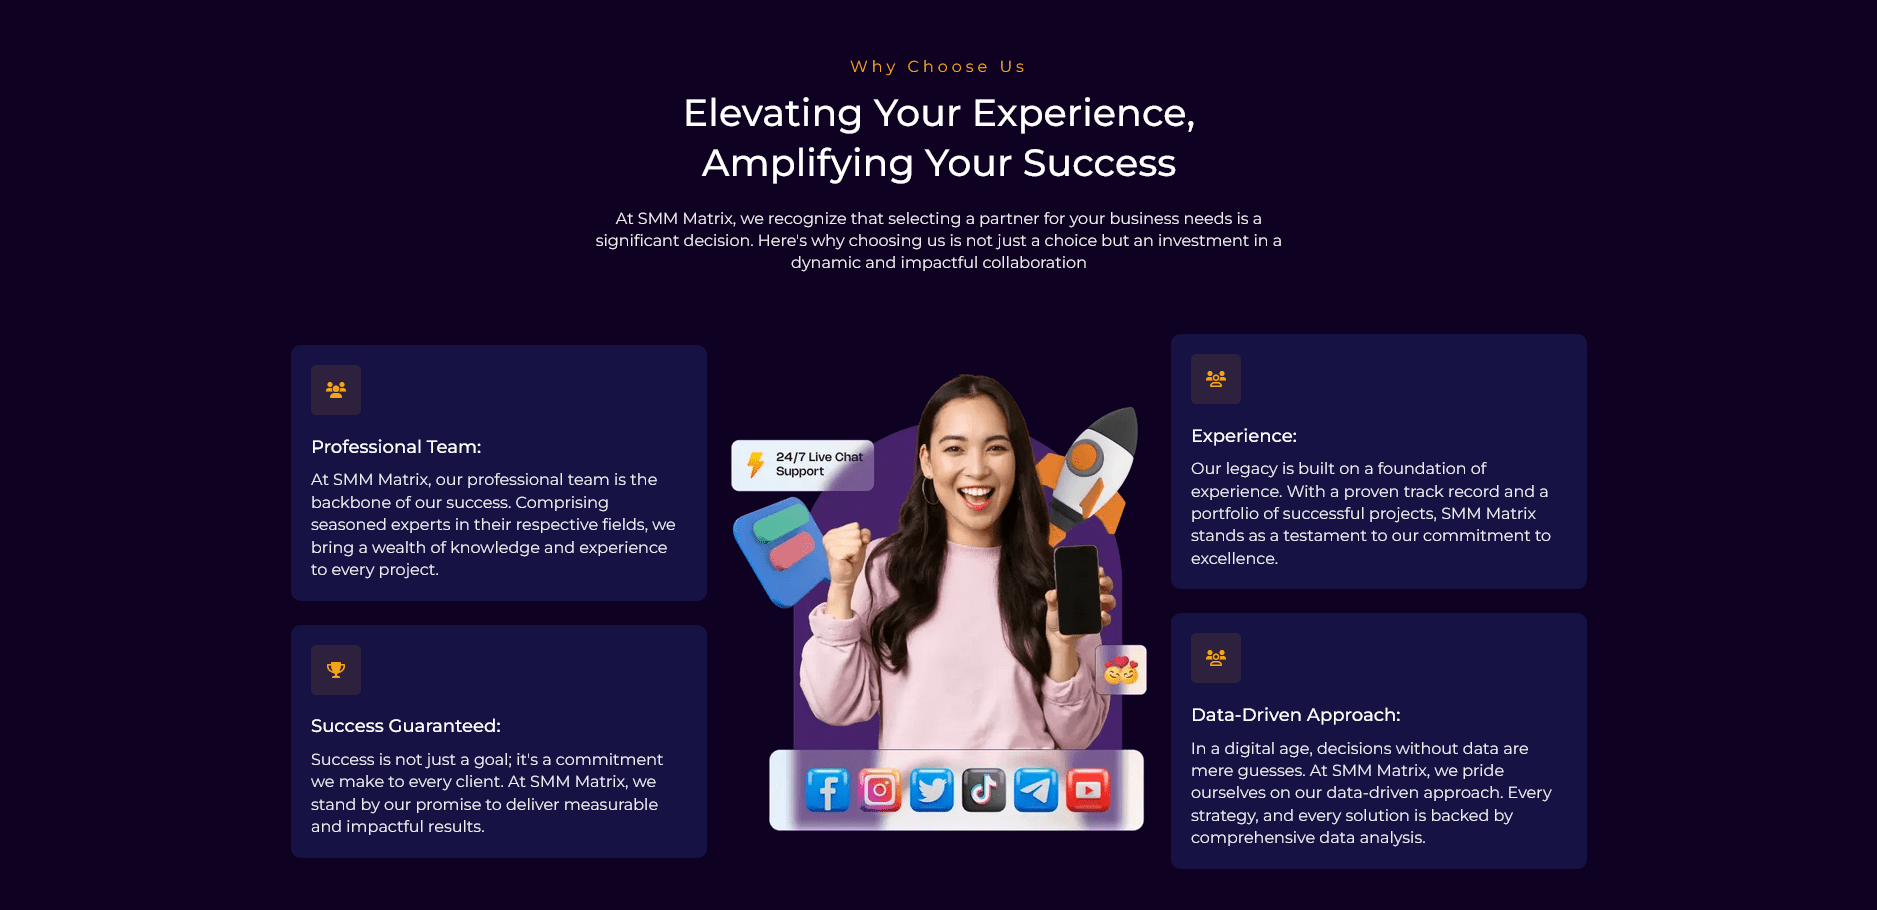 Why Choose Us
Elevating Your Experience,
Amplifying Your Success
At SMM Matrix, we recognize that selecting a partner for your business needs is a
significant decision. Here's why choosing us is not just a choice but an investment in a
dynamic and impactful collaboration
Professional Team:
At SMM Matrix, our professional team is the
backbone of our success. Comprising
seasoned experts in their respective fields, we
bring a wealth of knowledge and experience
to every project.
Success Guaranteed:
Success is not just a goal; it's a commitment
we make to every client. At SMM Matrix, we
stand by our promise to deliver measurable
and impactful results.
24/7 Live Chat
Support
Experience:
Our legacy is built on a foundation of
experience. With a proven track record and a
portfolio of successful projects, SMM Matrix
stands as a testament to our commitment to
excellence.
Data-Driven Approach:
In a digital age, decisions without data are
mere guesses. At SMM Matrix, we pride
ourselves on our data-driven approach. Every
strategy, and every solution is backed by
comprehensive data analysis.